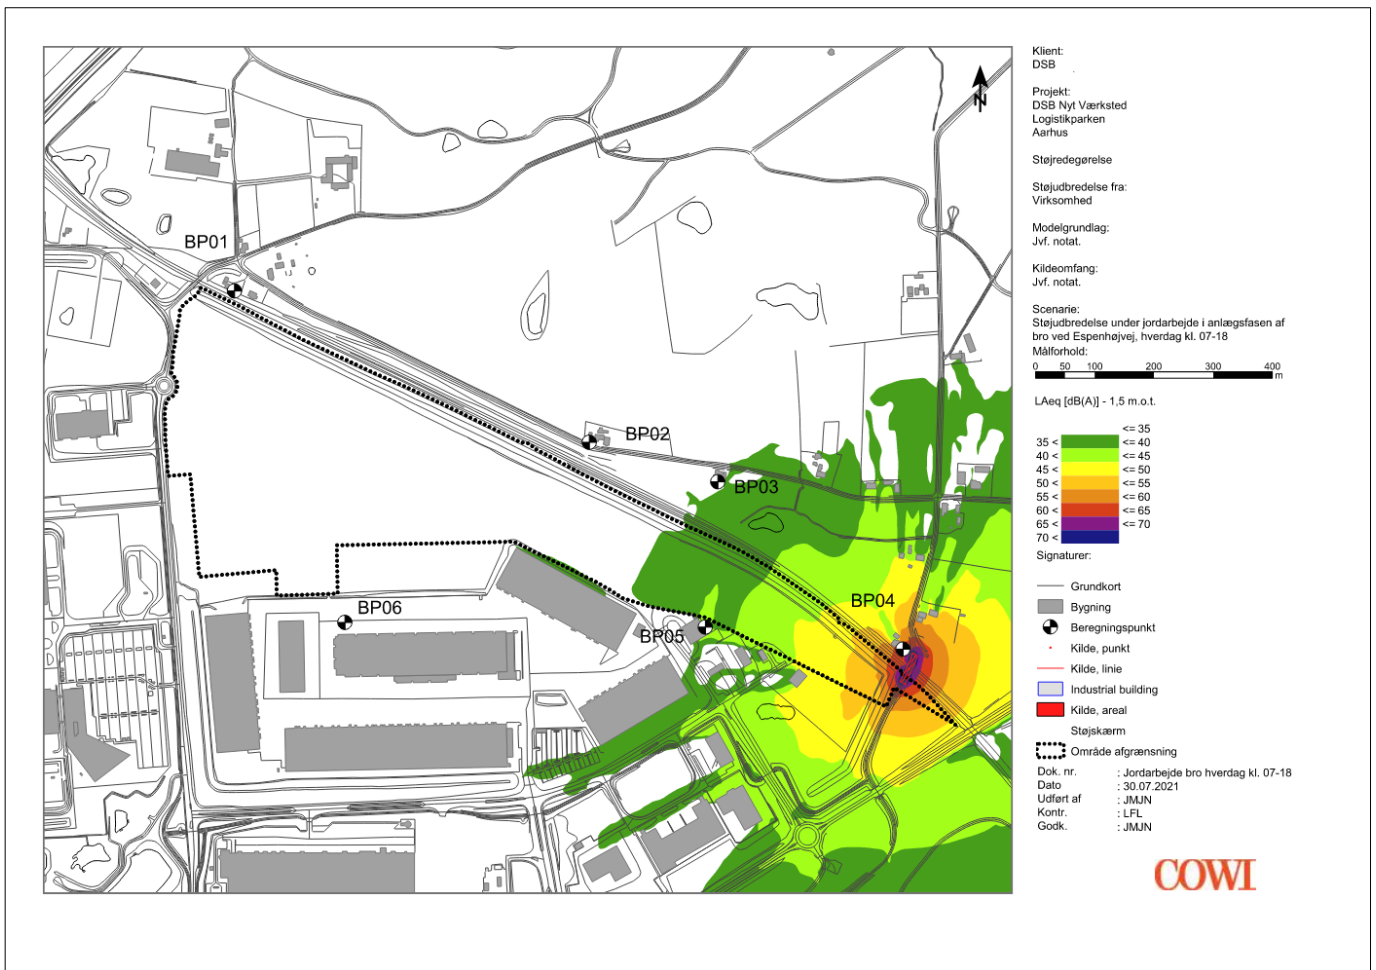 BP01
BP02
BP03
BP04
BP05
BP06
N
Klient:
DSB
Projekt:
DSB Nyt Værksted
Logistikparken
Aarhus
Støjredegørelse
Støjudbredelse fra:
Virksomhed
Modelgrundlag:
Jvf. notat.
Kildeomfang:
Jvf. notat.
Scenarie:
Støjudbredelse under jordarbejde i anlægsfasen af
bro ved Espenhøjvej, hverdag kl. 07-18
Målforhold:
0 50 100 200 300 400
m
LAeq [dB(A)] - 1,5 m.o.t.
<= 35
35 < <= 40
40 < <= 45
45 < <= 50
50 < <= 55
55 < <= 60
60 < <= 65
65 < <= 70
70 <
Signaturer:
Grundkort
Bygning
Beregningspunkt
Kilde, punkt
Kilde, linie
Industrial building
Kilde, areal
Støjskærm
Område afgrænsning
Dok. nr. : Jordarbejde bro hverdag kl. 07-18
Dato : 30.07.2021
Udført af : JMJN
Kontr. : LFL
Godk. : JMJN
COWI